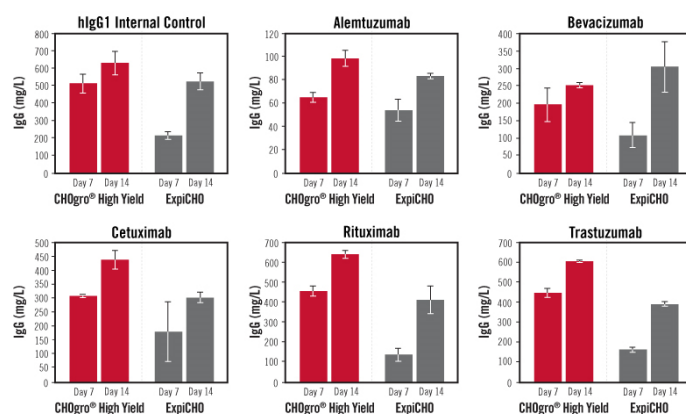 hIgG1 Internal Control
IgG (mg/L)
800
700
600
500
400
300
200
100
0
Day 7 Day 14 Day 7 Day 14
CHOgro® High Yield ExpiCHO
Alemtuzumab
IgG (mg/L)
120
100
80
60
40
20
0
Day 7 Day 14 Day 7 Day 14
CHOgro® High Yield ExpiCHO
Bevacizumab
IgG (mg/L)
400
350
300
250
200
150
100
50
0
Day 7 Day 14 Day 7 Day 14
CHOgro® High Yield ExpiCHO
Cetuximab
IgG (mg/L)
500
450
400
350
300
250
200
150
100
50
0
Day 7 Day 14 Day 7 Day 14
CHOgro® High Yield ExpiCHO
Rituximab
IgG (mg/L)
700
600
500
400
300
200
100
0
Day 7 Day 14 Day 7 Day 14
CHOgro® High Yield ExpiCHO
Trastuzumab
IgG (mg/L)
700
600
500
400
300
200
100
0
Day 7 Day 14 Day 7 Day 14
CHOgro® High Yield ExpiCHO